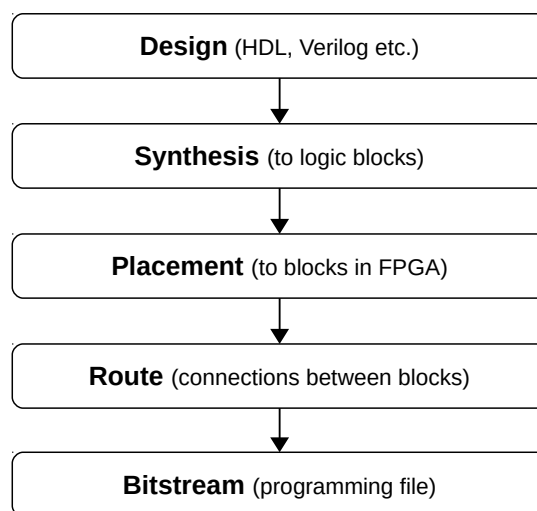 Design (HDL, Verilog etc.)
Synthesis (to logic blocks)
Placement (to blocks in FPGA)
Route (connections between blocks)
Bitstream (programming file)